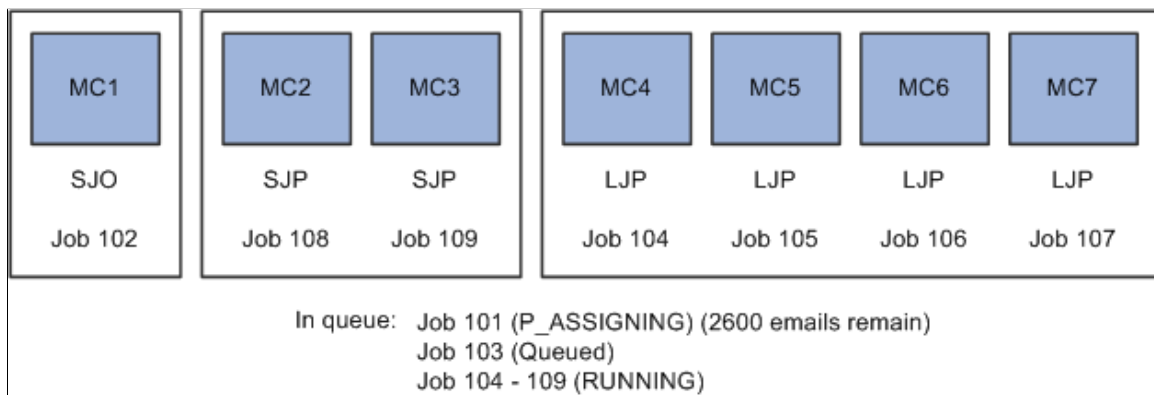 MC1 MC2 MC3 MC4 MC5 MC6 MC7
SJO SJP SJP LJP LJP LJP LJP
Job 102 Job 108 Job 109 Job 104 Job 105 Job 106 Job 107
In queue: Job 101 (P_ASSIGNING) (2600 emails remain)
Job 103 (Queued)
Job 104 - 109 (RUNNING)